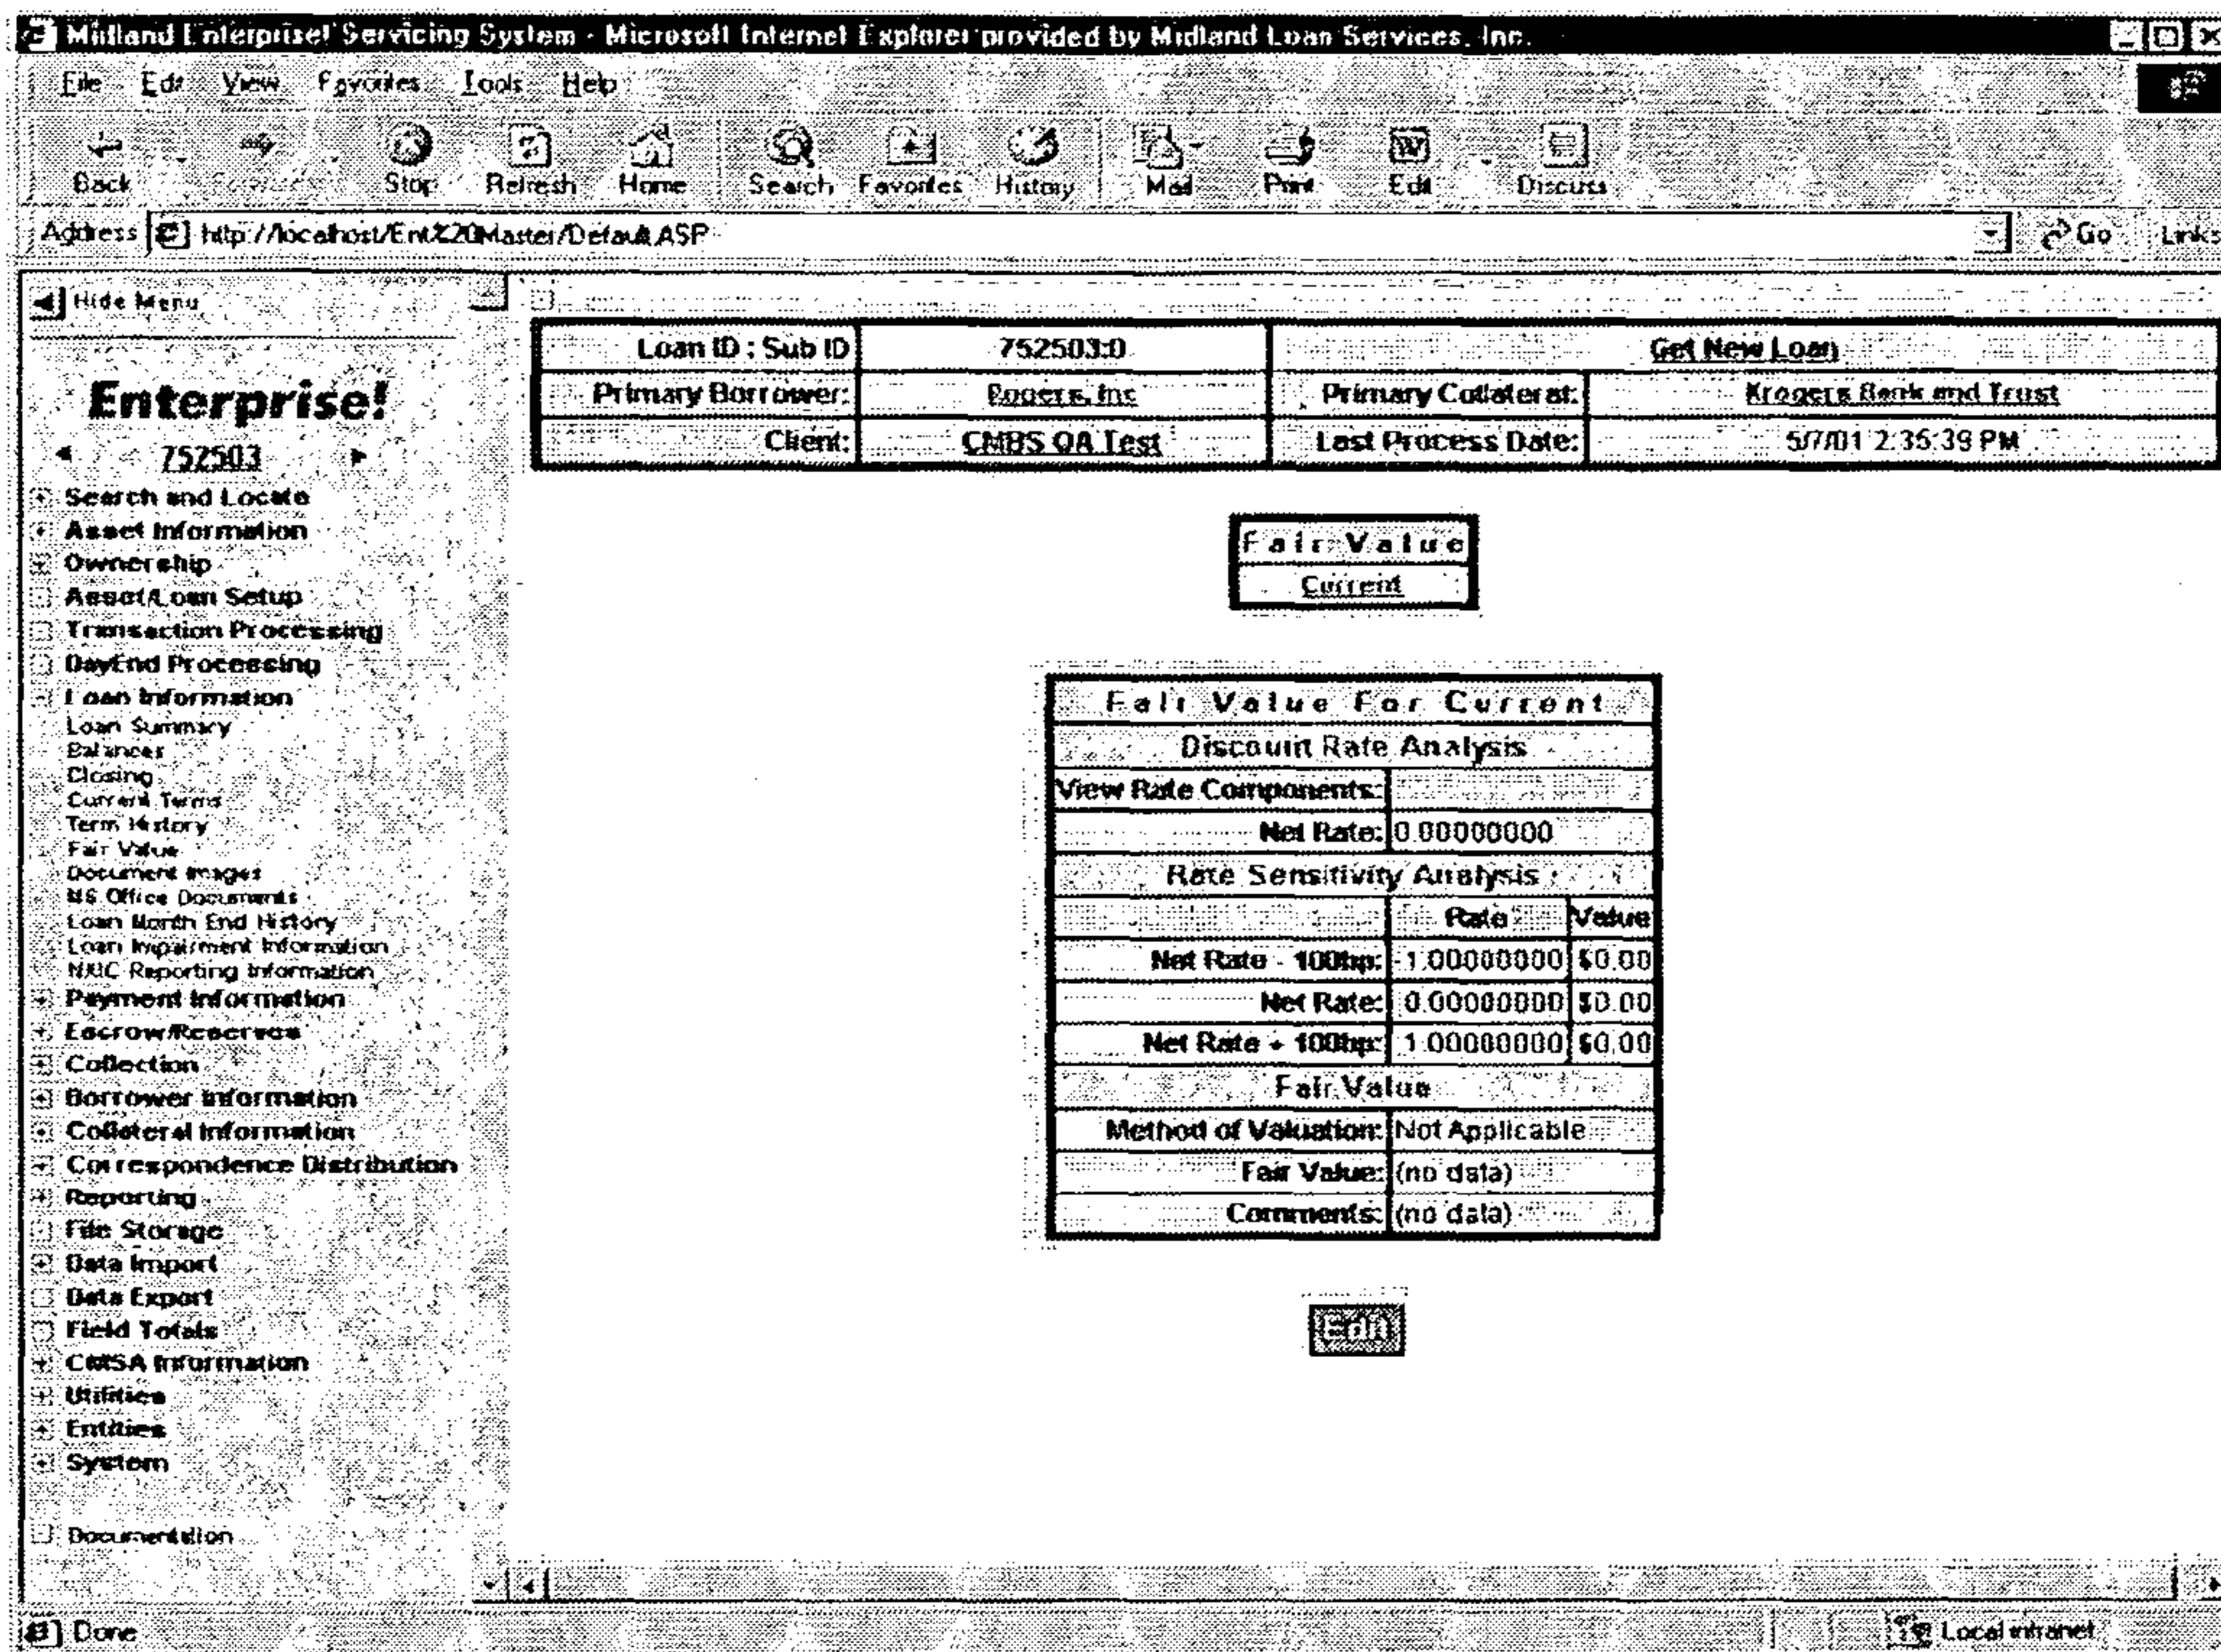 Midland Enterprise! Servicing System - Microsoft Internet Explorer provided by Midland Loan Services, Inc.
File Edit View Favorites Tools Help
Back Forward Stop Refresh Home Search Favorites History Mail Print Edit Discuss
Address http://localhost/Ent%20Master/Default.ASP Go Links
Hide Menu
Loan ID : Sub ID 752503:0 Get New Loan
Primary Borrower: Rogers, Inc Primary Collateral: Krogers Bank and Trust
Client: CMBS QA Test Last Process Date: 5/7/01 2:35:39 PM
Enterprise!
752503
Search and Locate
Asset Information
Ownership
Asset/Loan Setup
Transaction Processing
DayEnd Processing
Loan Information
Loan Summary
Balances
Closing
Current Terms
Term History
Fair Value
Document Images
MS Office Documents
Loan Month End History
Loan Impairment Information
Reporting Information
Payment Information
Escrow/Reserves
Collection
Borrower Information
Collateral Information
Correspondence Distribution
Reporting
File Storage
Data Import
Data Export
Field Totals
CMSA Information
Utilities
Entities
System
Documentation
Fair Value
Current
Fair Value For Current
Discount Rate Analysis
View Rate Components:
Net Rate: 0.00000000
Rate Sensitivity Analysis
Rate Value
Net Rate - 100bp: -1.00000000 $0.00
Net Rate: 0.00000000 $0.00
Net Rate + 100bp: 1.00000000 $0.00
Fair Value
Method of Valuation: Not Applicable
Fair Value: (no data)
Comments: (no data)
Edit
Done Local intranet